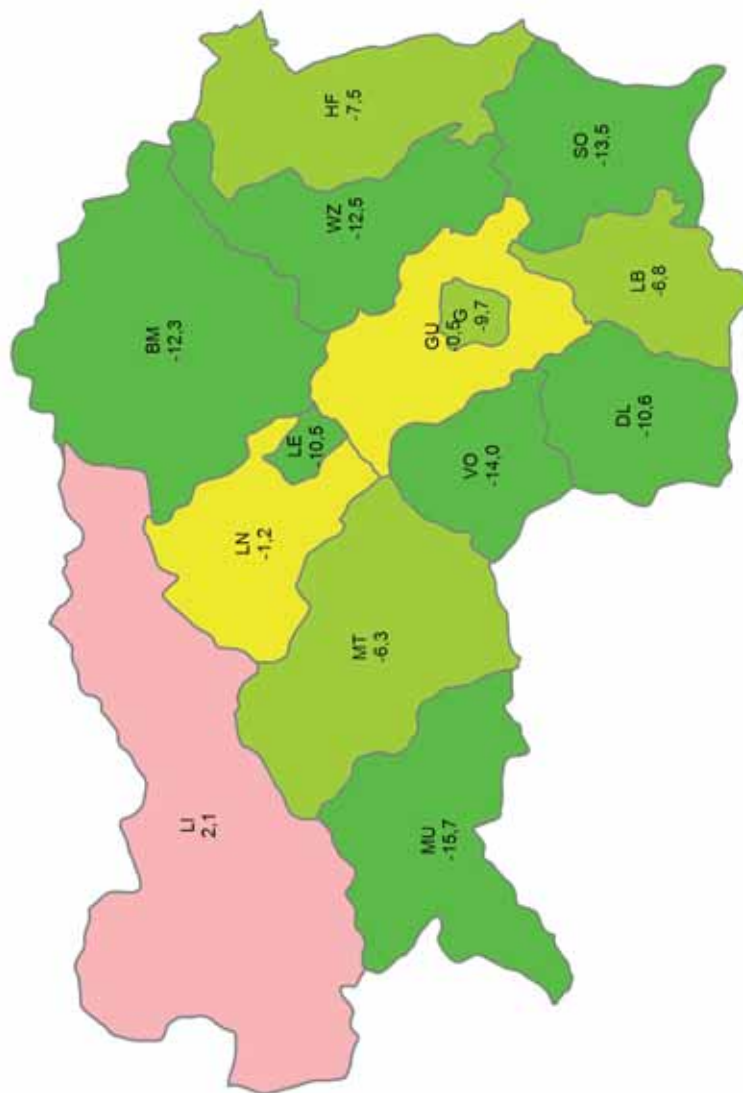 BM
-12,3
LI
2,1
LN
-1,2
LE
-10,5
HF
-7,5
WZ
-12,5
MT
-6,3
MU
-15,7
GU
-0,5
G
-9,7
VO
-14,0
SO
-13,5
DL
-10,6
LB
-6,8